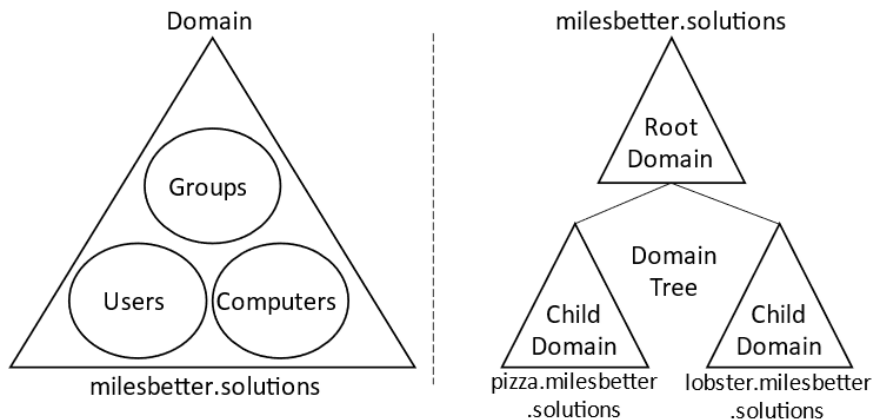 Domain
Groups
Users
Computers
milesbetter.solutions
milesbetter.solutions
Root
Domain
Domain
Tree
Child
Domain
Child
Domain
pizza.milesbetter
.solutions
lobster.milesbetter
.solutions